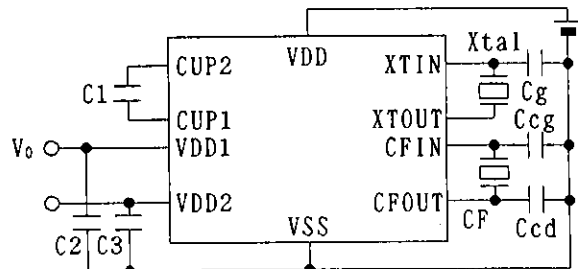 VDD
Xtal
CUP2
XTIN
C1
Cg
CUP1
XTOUT
Ccg
V₀
VDD1
CFIN
VDD2
CFOUT
CF
C2
C3
VSS
Ccd